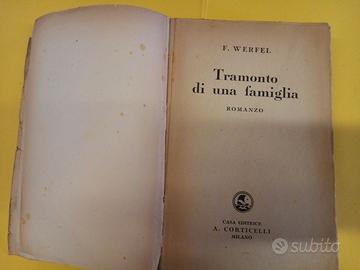 F. WERFEL
Tramonto
di una famiglia
ROMANZO
CASA EDITRICE
A. CORTICELLI
MILANO
subito